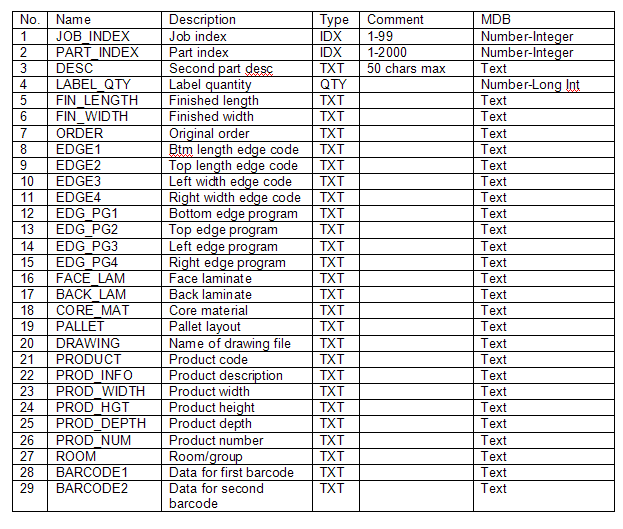 No. Name Description Type Comment MDB
1 JOB_INDEX Job index IDX 1-99 Number-Integer
2 PART_INDEX Part index IDX 1-2000 Number-Integer
3 DESC Second part desc TXT 50 chars max Text
4 LABEL_QTY Label quantity QTY Number-Long Int
5 FIN_LENGTH Finished length TXT Text
6 FIN_WIDTH Finished width TXT Text
7 ORDER Original order TXT Text
8 EDGE1 Btm length edge code TXT Text
9 EDGE2 Top length edge code TXT Text
10 EDGE3 Left width edge code TXT Text
11 EDGE4 Right width edge code TXT Text
12 EDG_PG1 Bottom edge program TXT Text
13 EDG_PG2 Top edge program TXT Text
14 EDG_PG3 Left edge program TXT Text
15 EDG_PG4 Right edge program TXT Text
16 FACE_LAM Face laminate TXT Text
17 BACK_LAM Back laminate TXT Text
18 CORE_MAT Core material TXT Text
19 PALLET Pallet layout TXT Text
20 DRAWING Name of drawing file TXT Text
21 PRODUCT Product code TXT Text
22 PROD_INFO Product description TXT Text
23 PROD_WIDTH Product width TXT Text
24 PROD_HGT Product height TXT Text
25 PROD_DEPTH Product depth TXT Text
26 PROD_NUM Product number TXT Text
27 ROOM Room/group TXT Text
28 BARCODE1 Data for first barcode TXT Text
29 BARCODE2 Data for second TXT Text
barcode